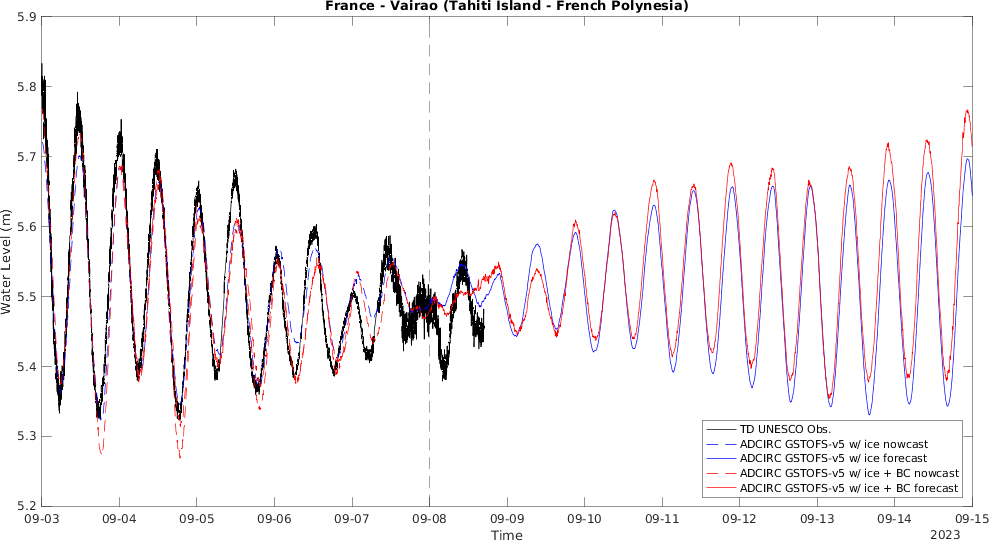 France - Vairao (Tahiti Island - French Polynesia)
5.9
5.8
5.7
5.6
5.5
5.4
5.3
5.2
Water Level (m)
TD UNESCO Obs.
ADCIRC GSTOFS-v5 w/ ice nowcast
ADCIRC GSTOFS-v5 w/ ice forecast
ADCIRC GSTOFS-v5 w/ ice + BC nowcast
ADCIRC GSTOFS-v5 w/ ice + BC forecast
09-03 09-04 09-05 09-06 09-07 09-08 09-09 09-10 09-11 09-12 09-13 09-14 09-15
Time
2023